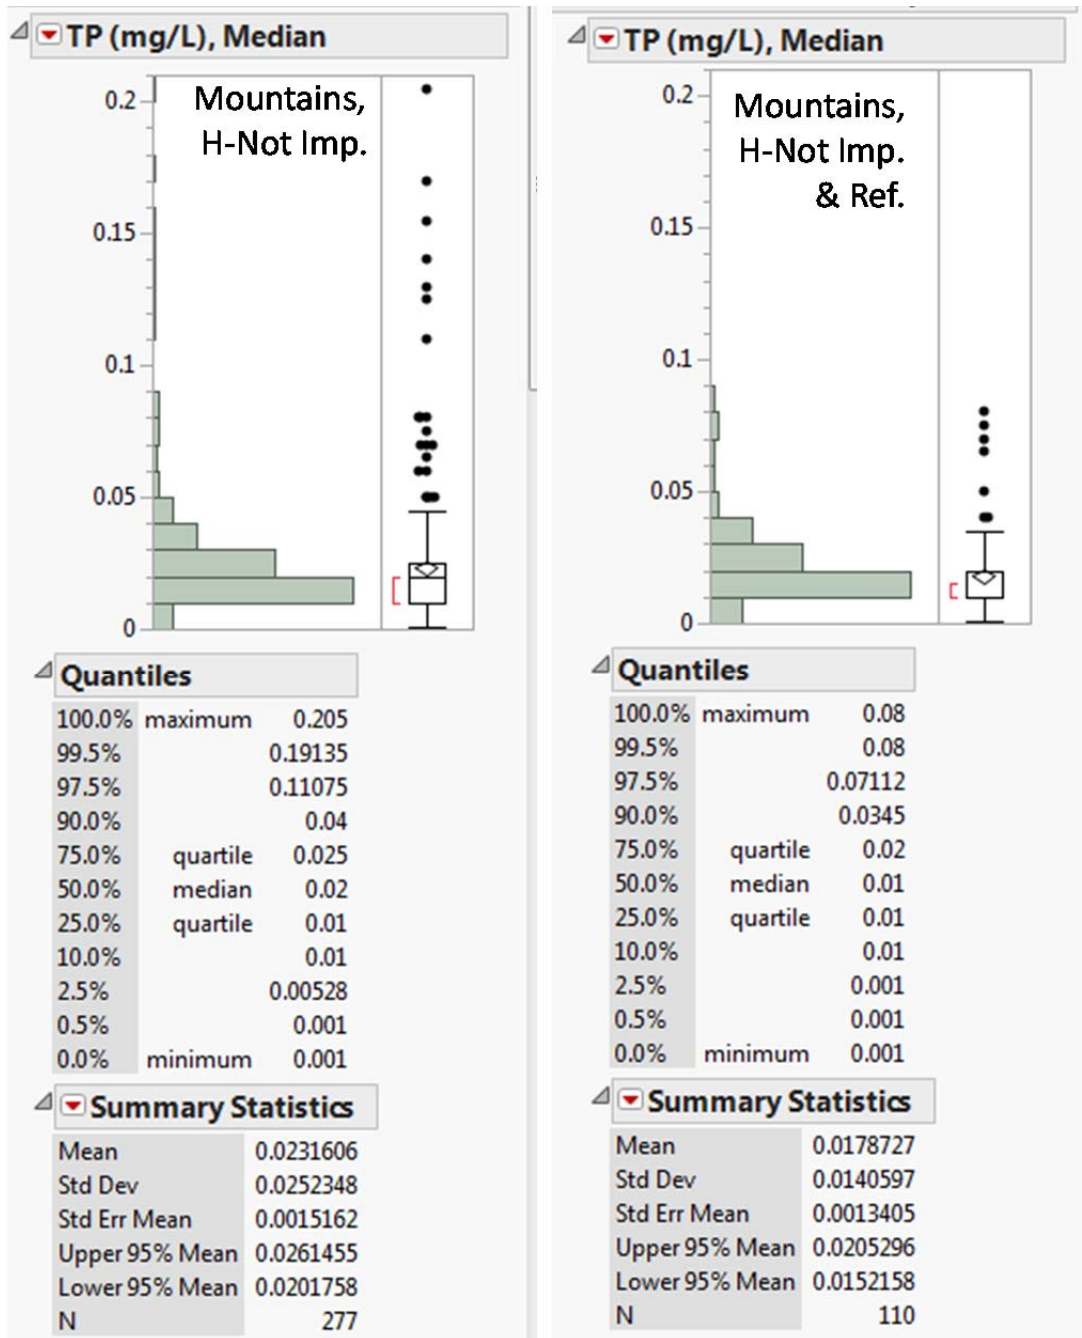 TP (mg/L), Median
Mountains,
H-Not Imp.
0.2
0.15
0.1
0.05
0
Quantiles
100.0% maximum 0.205
99.5% 0.19135
97.5% 0.11075
90.0% 0.04
75.0% quartile 0.025
50.0% median 0.02
25.0% quartile 0.01
10.0% 0.01
2.5% 0.00528
0.5% 0.001
0.0% minimum 0.001
Summary Statistics
Mean 0.0231606
Std Dev 0.0252348
Std Err Mean 0.0015162
Upper 95% Mean 0.0261455
Lower 95% Mean 0.0201758
N 277
TP (mg/L), Median
Mountains,
H-Not Imp.
& Ref.
0.2
0.15
0.1
0.05
0
Quantiles
100.0% maximum 0.08
99.5% 0.08
97.5% 0.07112
90.0% 0.0345
75.0% quartile 0.02
50.0% median 0.01
25.0% quartile 0.01
10.0% 0.01
2.5% 0.001
0.5% 0.001
0.0% minimum 0.001
Summary Statistics
Mean 0.0178727
Std Dev 0.0140597
Std Err Mean 0.0013405
Upper 95% Mean 0.0205296
Lower 95% Mean 0.0152158
N 110